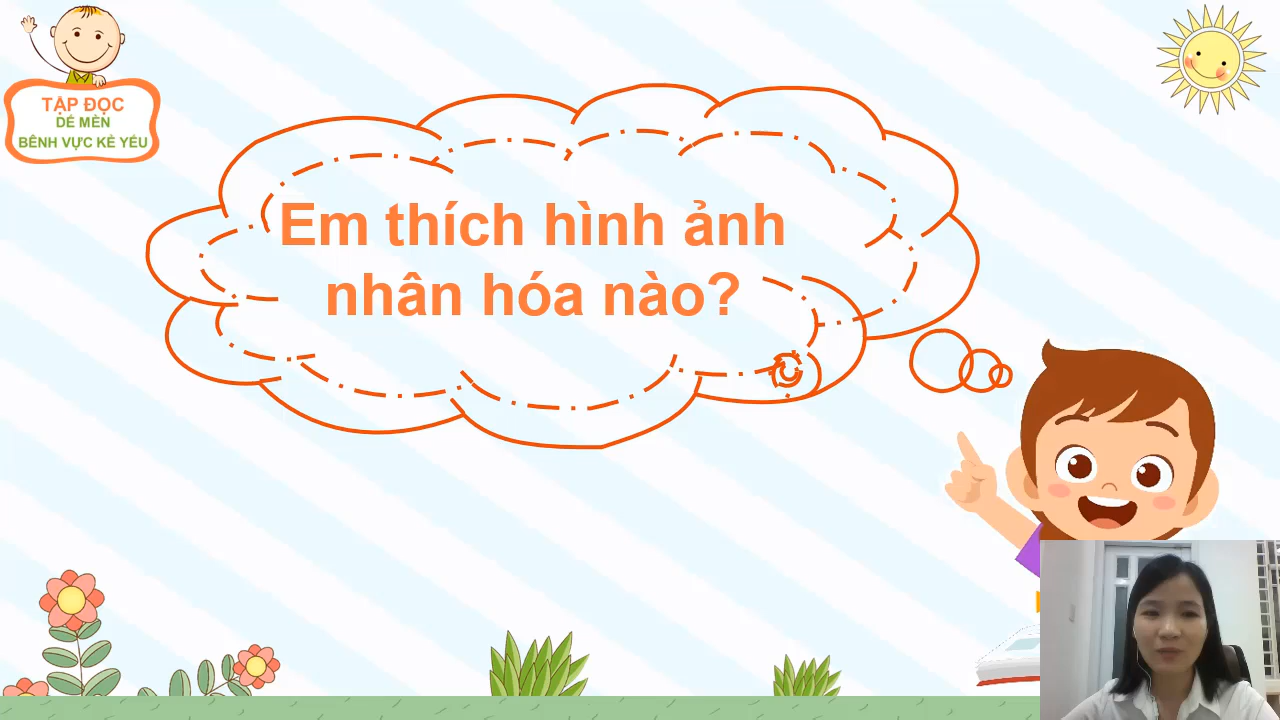 TẬP ĐỌC
DẾ MÈN
BÊNH VỰC KẺ YẾU
Em thích hình ảnh
nhân hóa nào?